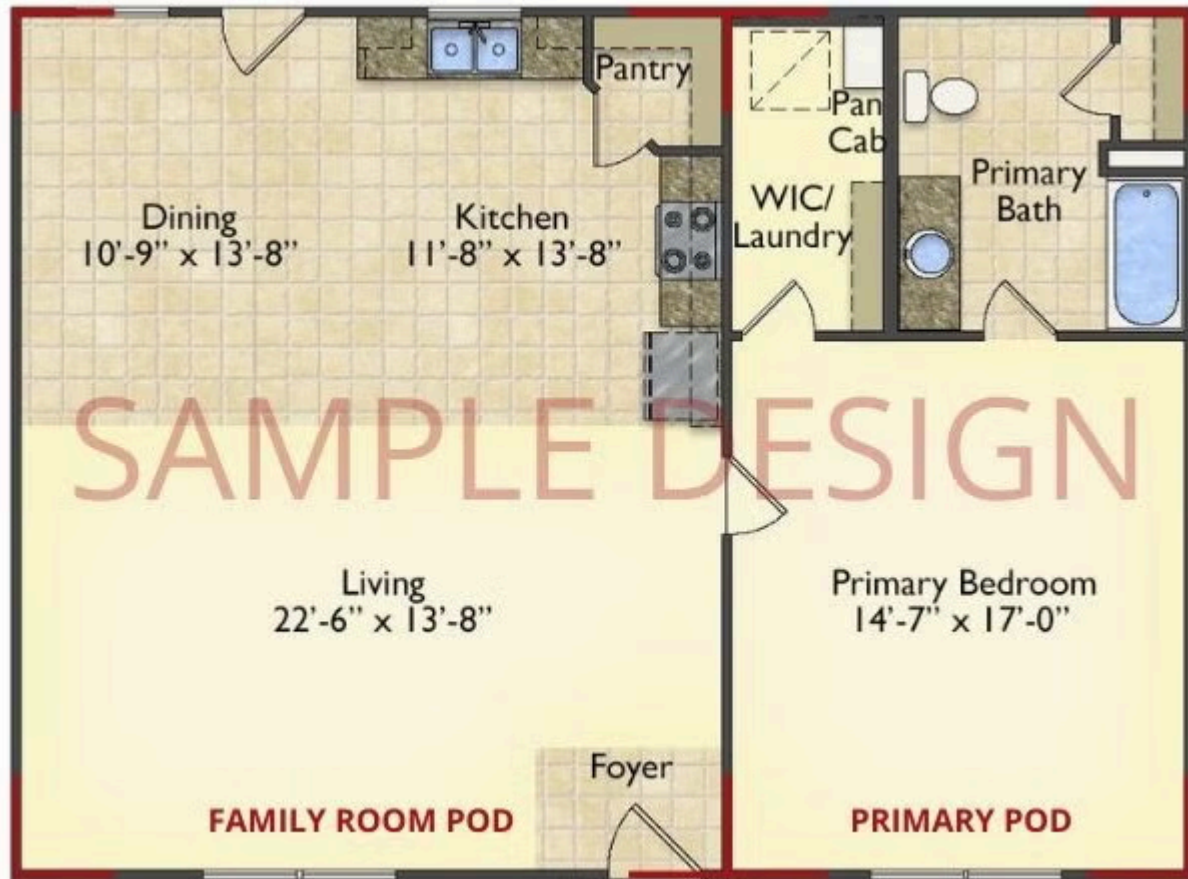 Pantry
Pan
Cab
Primary
Bath
WIC/
Laundry
Dining
10’-9” x 13’-8”
Kitchen
11’-8” x 13’-8”
SAMPLE DESIGN
Living
22’-6” x 13’-8”
Primary Bedroom
14’-7” x 17’-0”
Foyer
FAMILY ROOM POD
PRIMARY POD